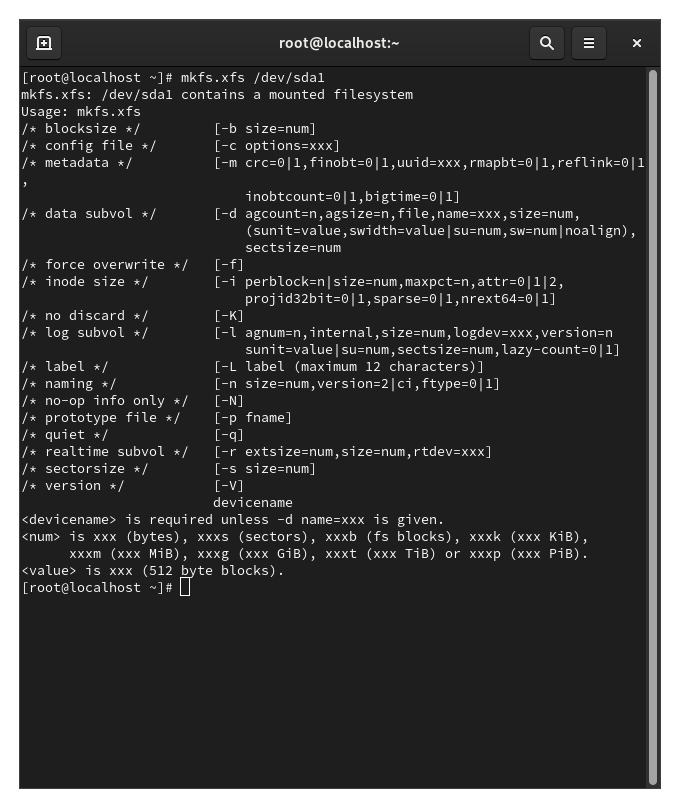 root@localhost:~
[root@localhost ~]# mkfs.xfs /dev/sda1
mkfs.xfs: /dev/sda1 contains a mounted filesystem
Usage: mkfs.xfs
/* blocksize */         [-b size=num]
/* config file */       [-c options=xxx]
/* metadata */          [-m crc=0|1,finobt=0|1,uuid=xxx,rmapbt=0|1,reflink=0|1
,
                            inobtcount=0|1,bigtime=0|1]
/* data subvol */       [-d agcount=n,agsize=n,file,name=xxx,size=num,
                            (sunit=value,swidth=value|su=num,sw=num|noalign),
                            sectsize=num
/* force overwrite */   [-f]
/* inode size */        [-i perblock=n|size=num,maxpct=n,attr=0|1|2,
                            projid32bit=0|1,sparse=0|1,nrext64=0|1]
/* no discard */        [-K]
/* log subvol */        [-l agnum=n,internal,size=num,logdev=xxx,version=n
                            sunit=value|su=num,sectsize=num,lazy-count=0|1]
/* label */             [-L label (maximum 12 characters)]
/* naming */            [-n size=num,version=2|ci,ftype=0|1]
/* no-op info only */   [-N]
/* prototype file */    [-p fname]
/* quiet */             [-q]
/* realtime subvol */   [-r extsize=num,size=num,rtdev=xxx]
/* sectorsize */        [-s size=num]
/* version */           [-V]
                        devicename
<devicename> is required unless -d name=xxx is given.
<num> is xxx (bytes), xxxs (sectors), xxxb (fs blocks), xxxk (xxx KiB),
      xxxm (xxx MiB), xxxg (xxx GiB), xxxt (xxx TiB) or xxxp (xxx PiB).
<value> is xxx (512 byte blocks).
[root@localhost ~]#